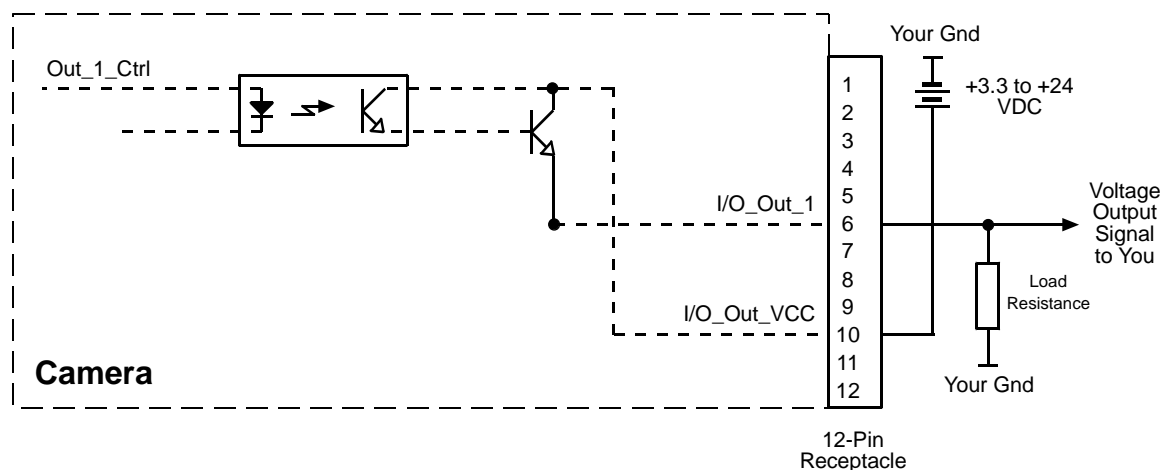 Your Gnd
Out_1_Ctrl
+3.3 to +24
VDC
1
2
3
4
5
6
7
8
9
10
11
12
I/O_Out_1
I/O_Out_VCC
Voltage
Output
Signal
to You
Load
Resistance
Your Gnd
Camera
12-Pin
Receptacle